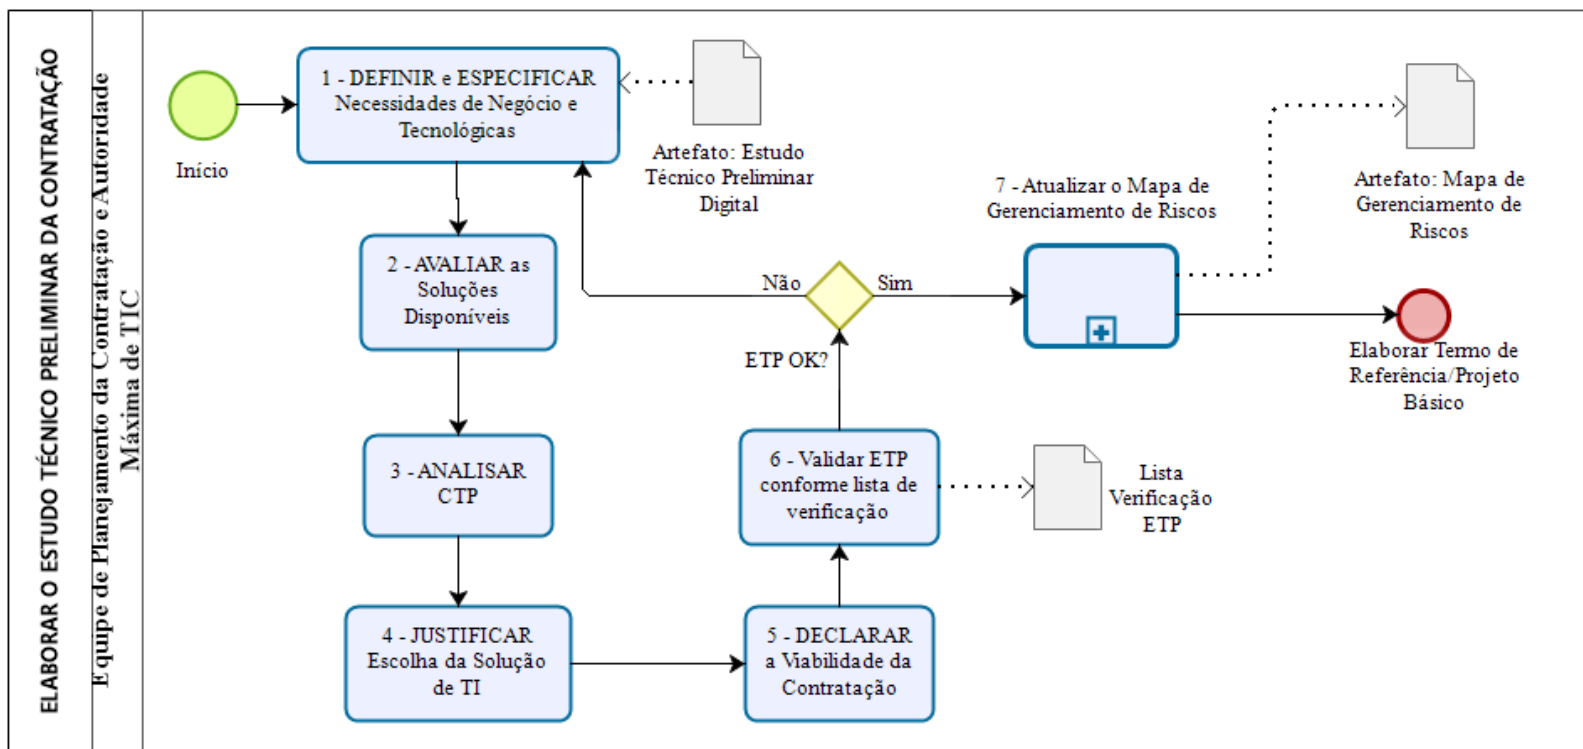 ELABORAR O ESTUDO TÉCNICO PRELIMINAR DA CONTRATAÇÃO
Equipe de Planejamento da Contratação e Autoridade
Máxima de TIC
Início
1 - DEFINIR e ESPECIFICAR
Necessidades de Negócio e
Tecnológicas
Artefato: Estudo
Técnico Preliminar
Digital
2 - AVALIAR as
Soluções
Disponíveis
3 - ANALISAR
CTP
4 - JUSTIFICAR
Escolha da Solução
de TI
5 - DECLARAR
a Viabilidade da
Contratação
6 - Validar ETP
conforme lista de
verificação
Lista
Verificação
ETP
ETP OK?
Não
Sim
7 - Atualizar o Mapa de
Gerenciamento de Riscos
Artefato: Mapa de
Gerenciamento de
Riscos
Elaborar Termo de
Referência/Projeto
Básico